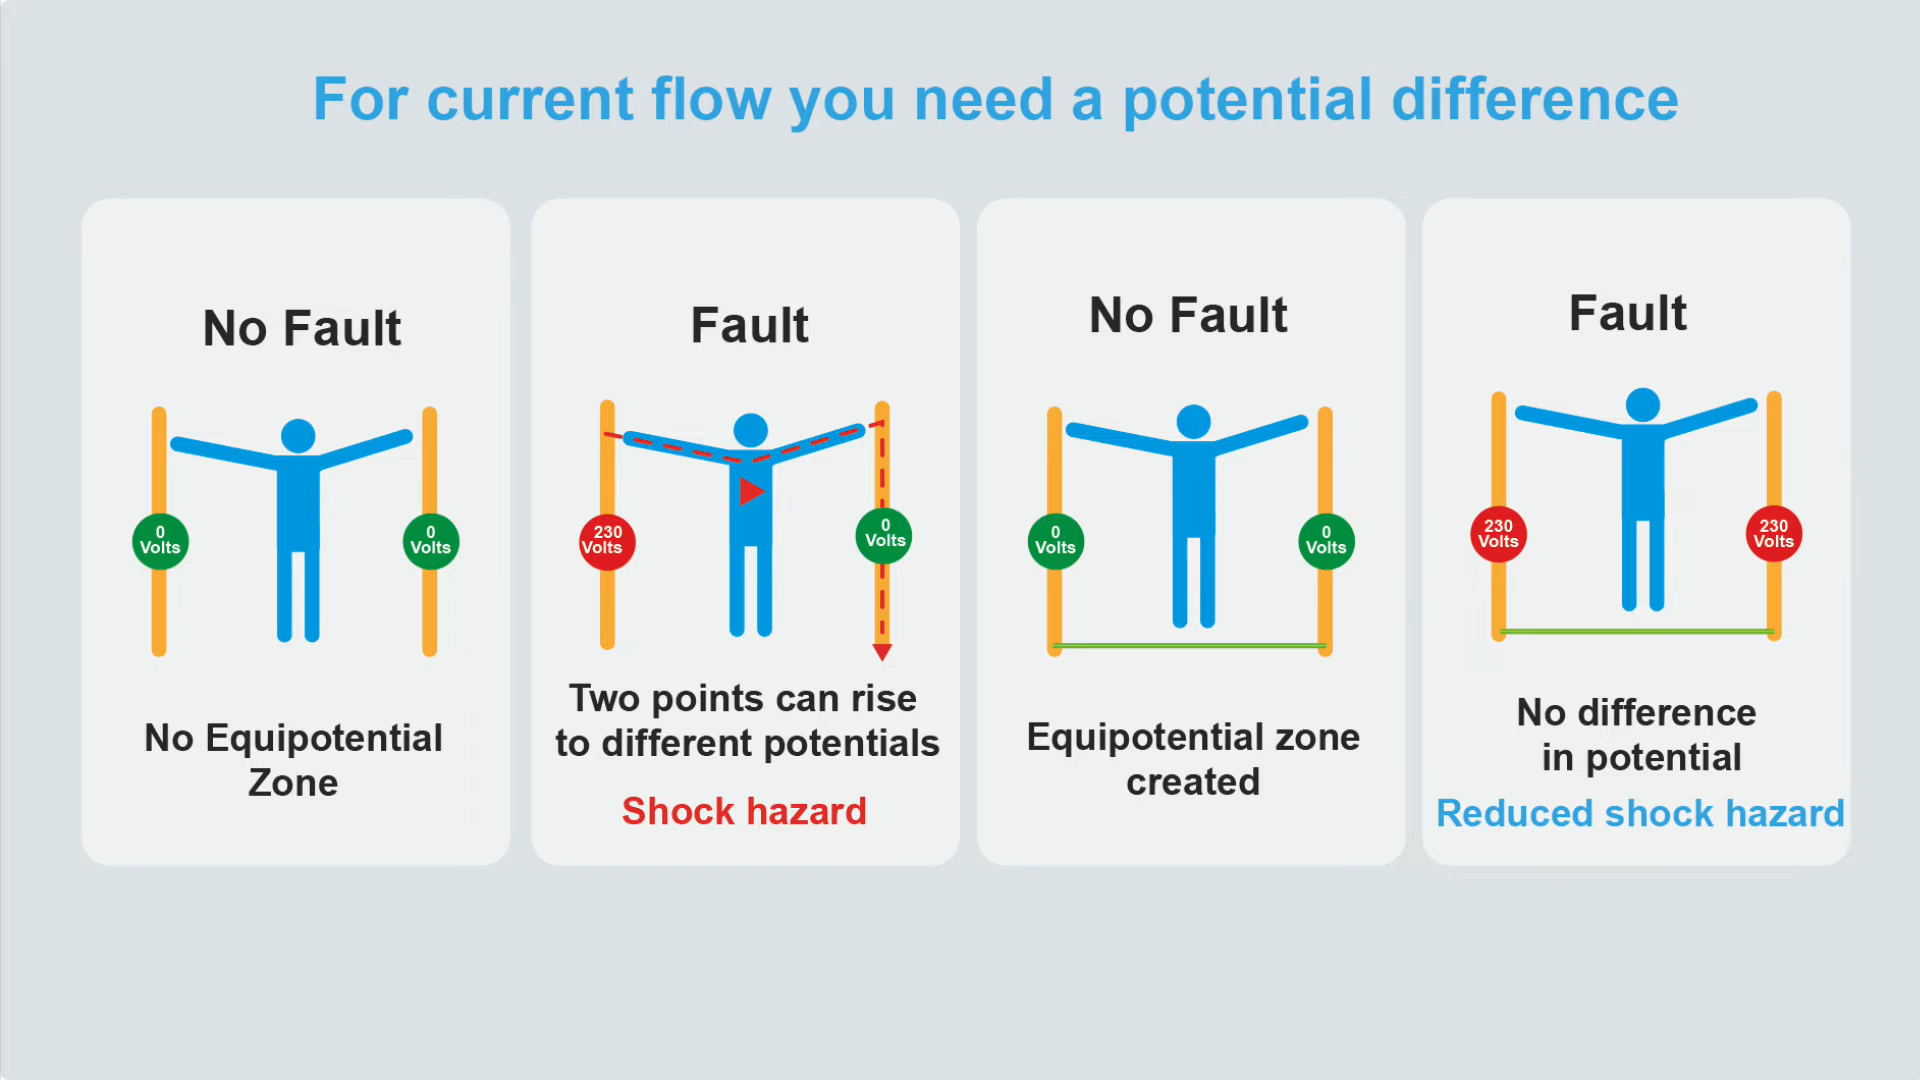 For current flow you need a potential difference
No Fault
0
Volts
0
Volts
No Equipotential
Zone
Fault
230
Volts
0
Volts
Two points can rise
to different potentials
Shock hazard
No Fault
0
Volts
0
Volts
Equipotential zone
created
Fault
230
Volts
230
Volts
No difference
in potential
Reduced shock hazard